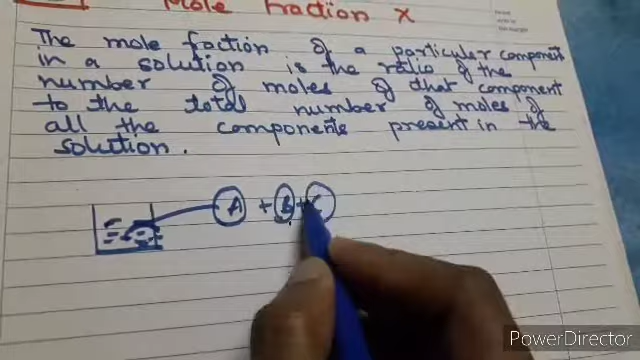 Mole fraction x
The mole faction of a particular component
in a solution is the ratio of the
number of moles of that component
to the total number of moles of
all the components present in the
solution.
A + B + C
PowerDirector